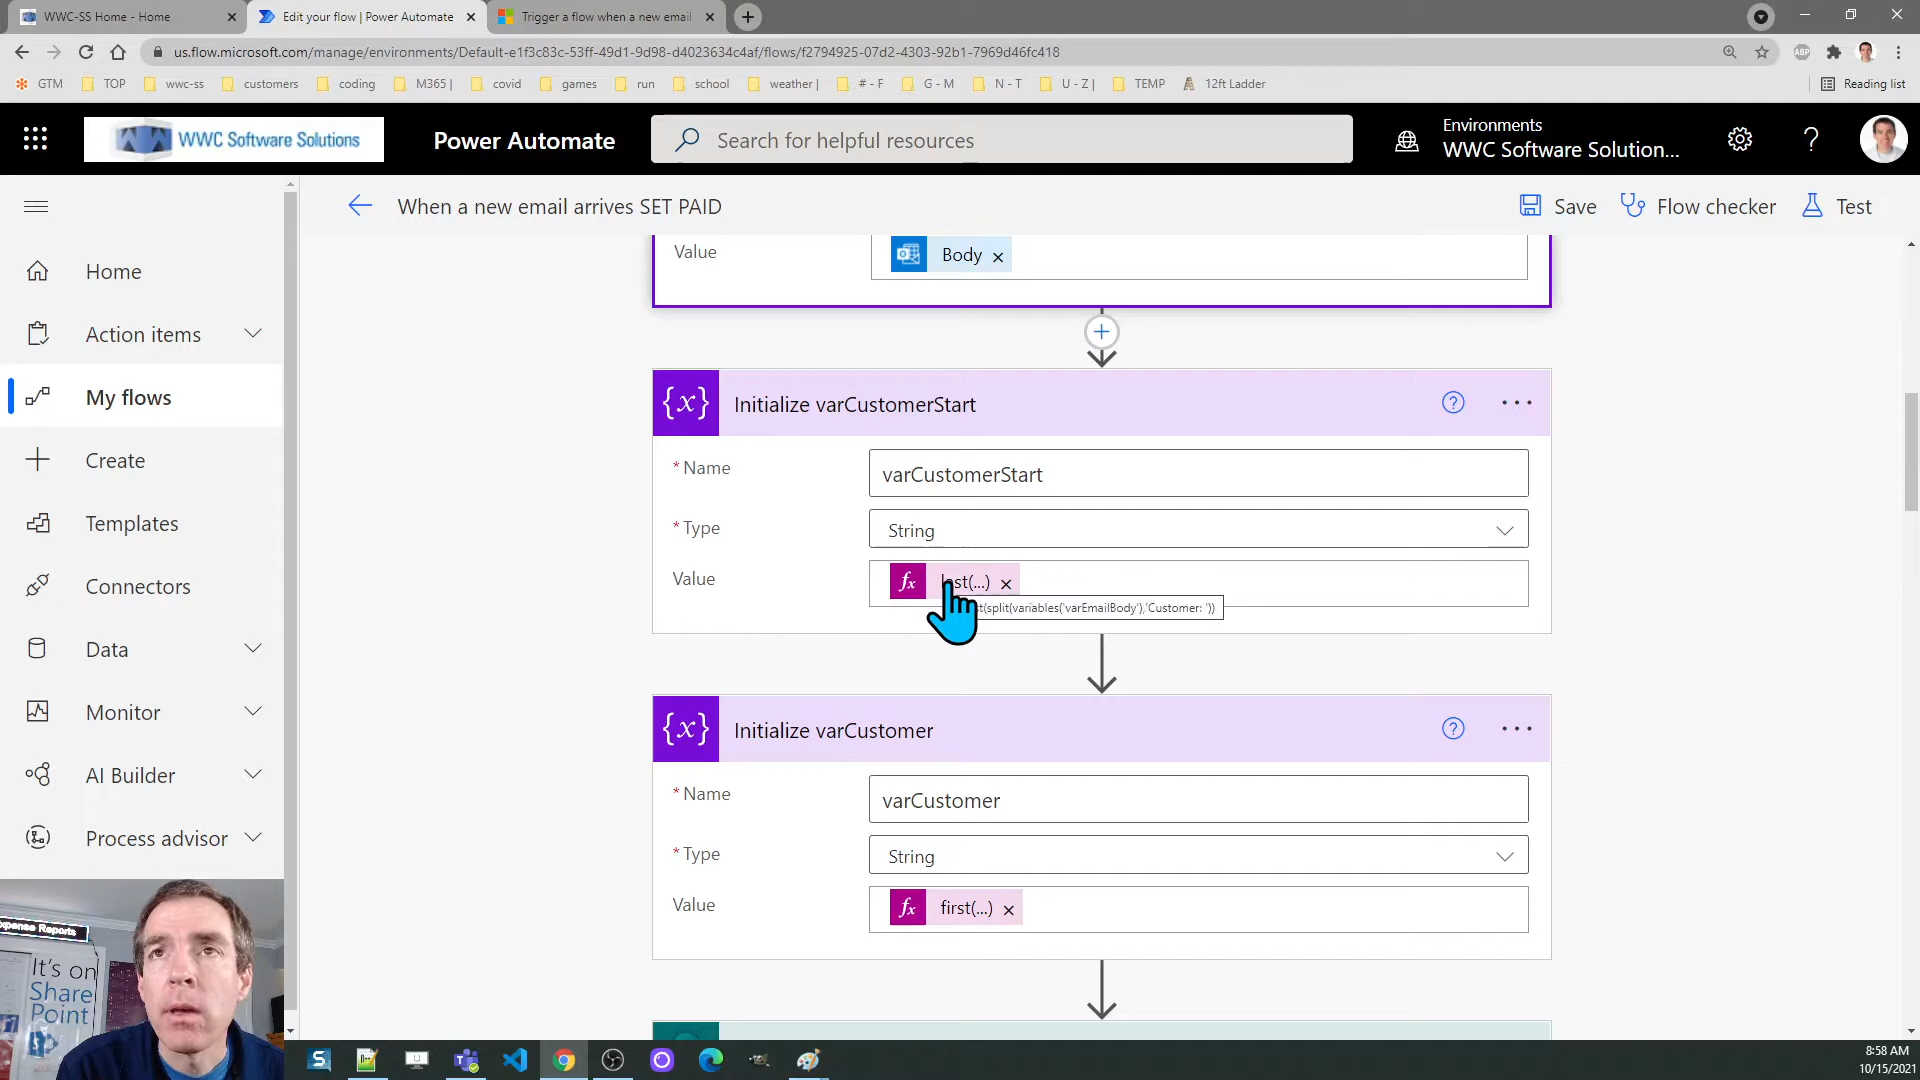 WWC-SS Home - Home
Edit your flow | Power Automate
Trigger a flow when a new email
us.flow.microsoft.com/manage/environments/Default-e1f3c83c-53ff-49d1-9d98-d4023634c4af/flows/f2794925-07d2-4303-92b1-7969d46fc418
ABP
GTM
TOP
wwc-ss
customers
coding
M365 |
covid
games
run
school
weather |
# - F
G - M
N - T
U - Z |
TEMP
12ft Ladder
Reading list
WWC Software Solutions
Power Automate
Search for helpful resources
Environments
WWC Software Solution...
When a new email arrives SET PAID
Save
Flow checker
Test
Home
Action items
My flows
Create
Templates
Connectors
Data
Monitor
AI Builder
Process advisor
Value
Body
Initialize varCustomerStart
* Name
varCustomerStart
* Type
String
Value
fx
last(...)
(split(variables('varEmailBody'),'Customer: '))
{x}
Initialize varCustomer
* Name
varCustomer
* Type
String
Value
fx
first(...)
Expense Reports
It's on
Share
Point
8:58 AM
10/15/2021